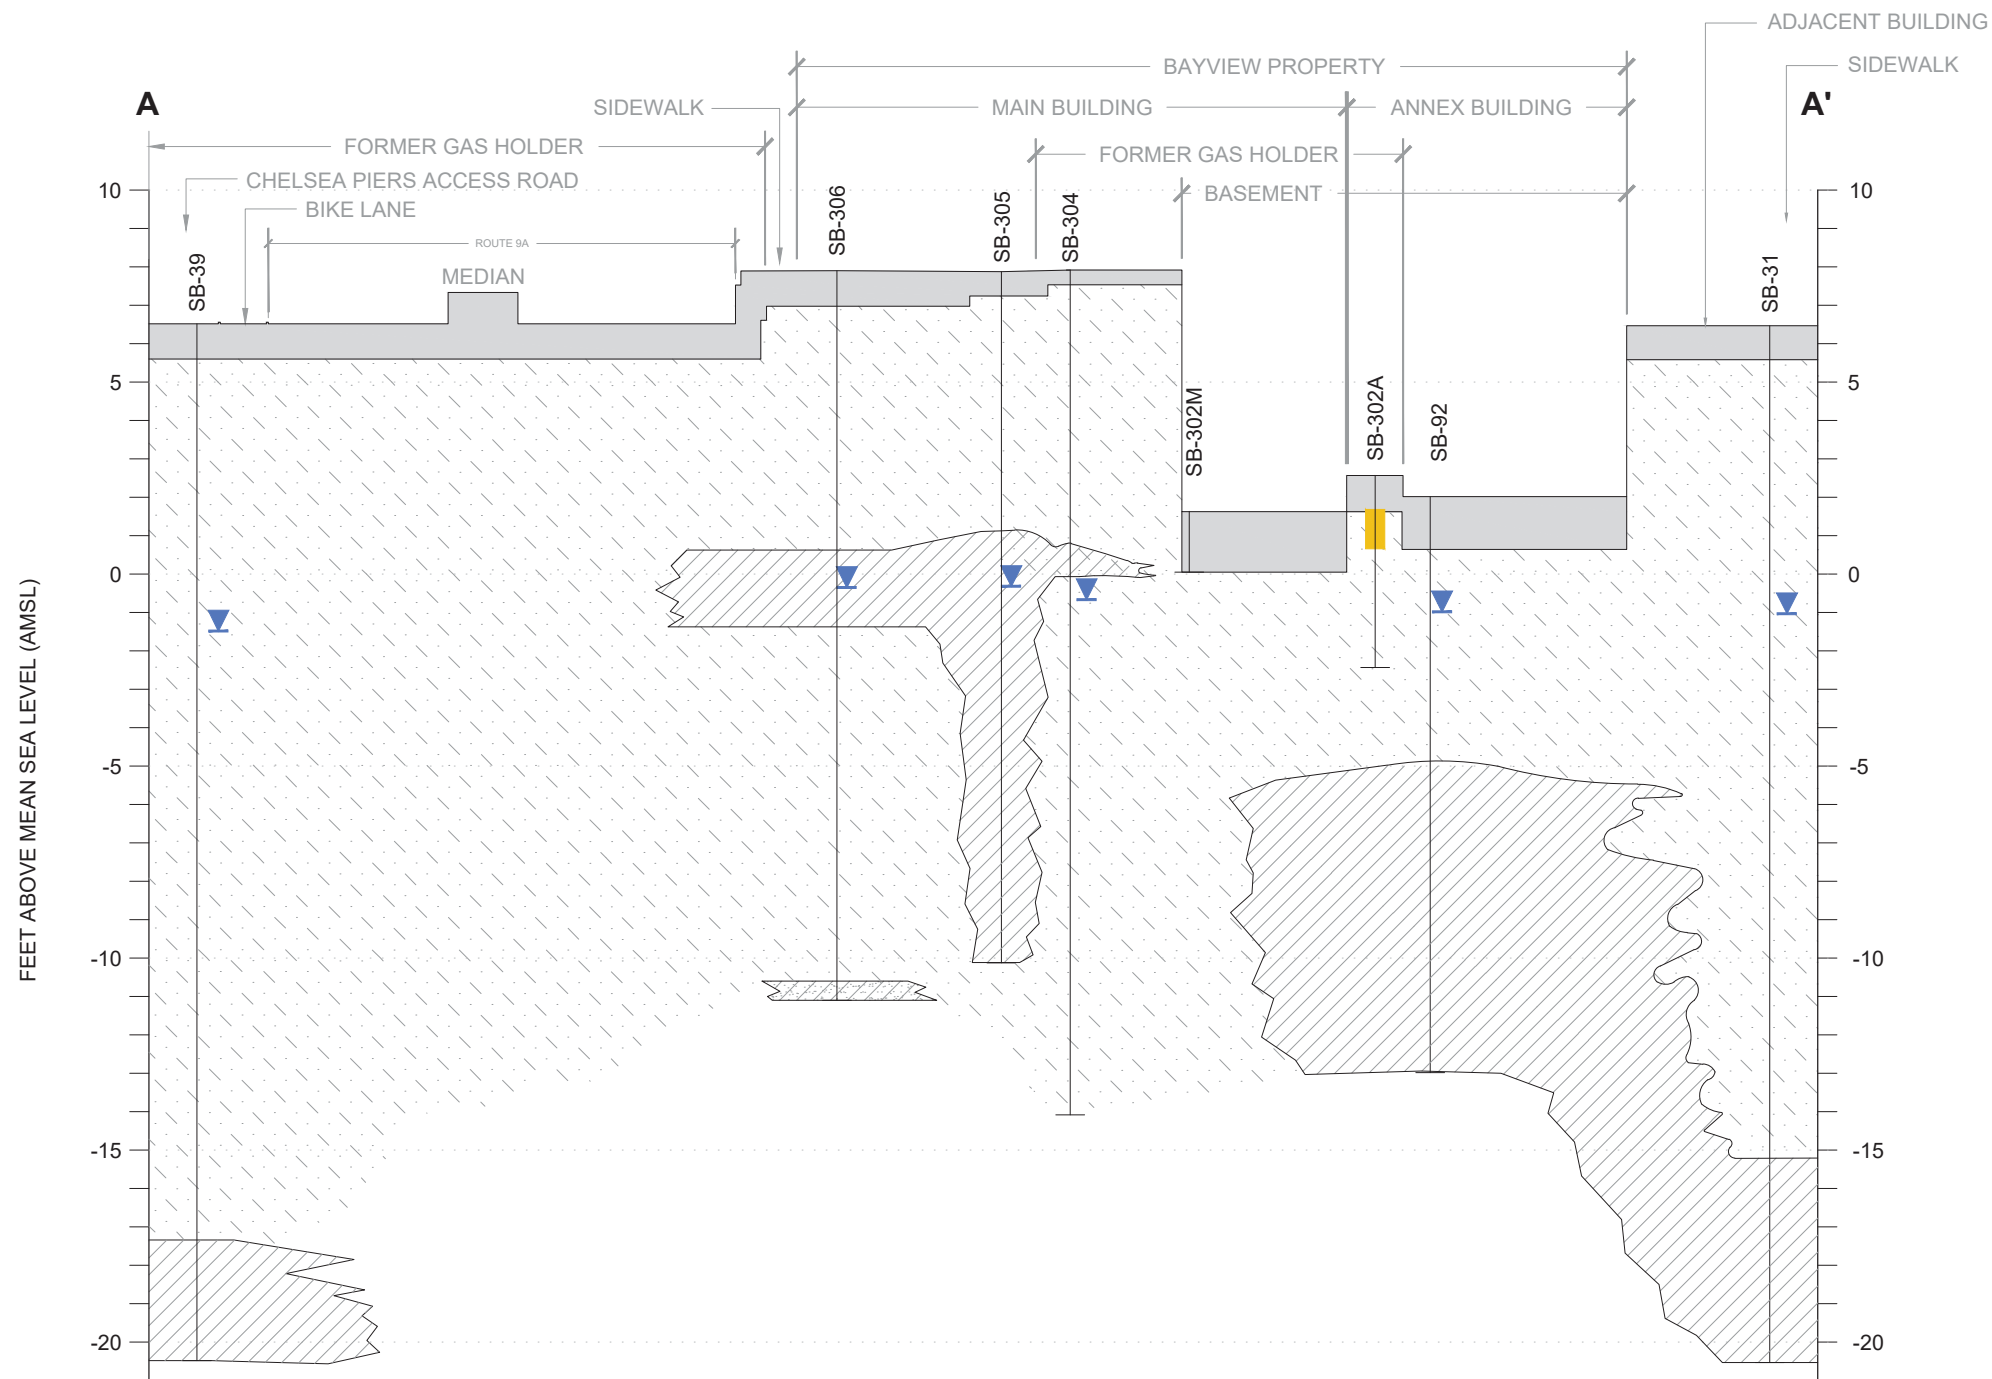 ADJACENT BUILDING
BAYVIEW PROPERTY
SIDEWALK
A
SIDEWALK
MAIN BUILDING
ANNEX BUILDING
A'
FORMER GAS HOLDER
FORMER GAS HOLDER
CHELSEA PIERS ACCESS ROAD
BASEMENT
BIKE LANE
ROUTE 9A
MEDIAN
SB-39
SB-306
SB-305
SB-304
SB-302M
SB-302A
SB-92
SB-31
FEET ABOVE MEAN SEA LEVEL (AMSL)
10
5
0
-5
-10
-15
-20
10
5
0
-5
-10
-15
-20